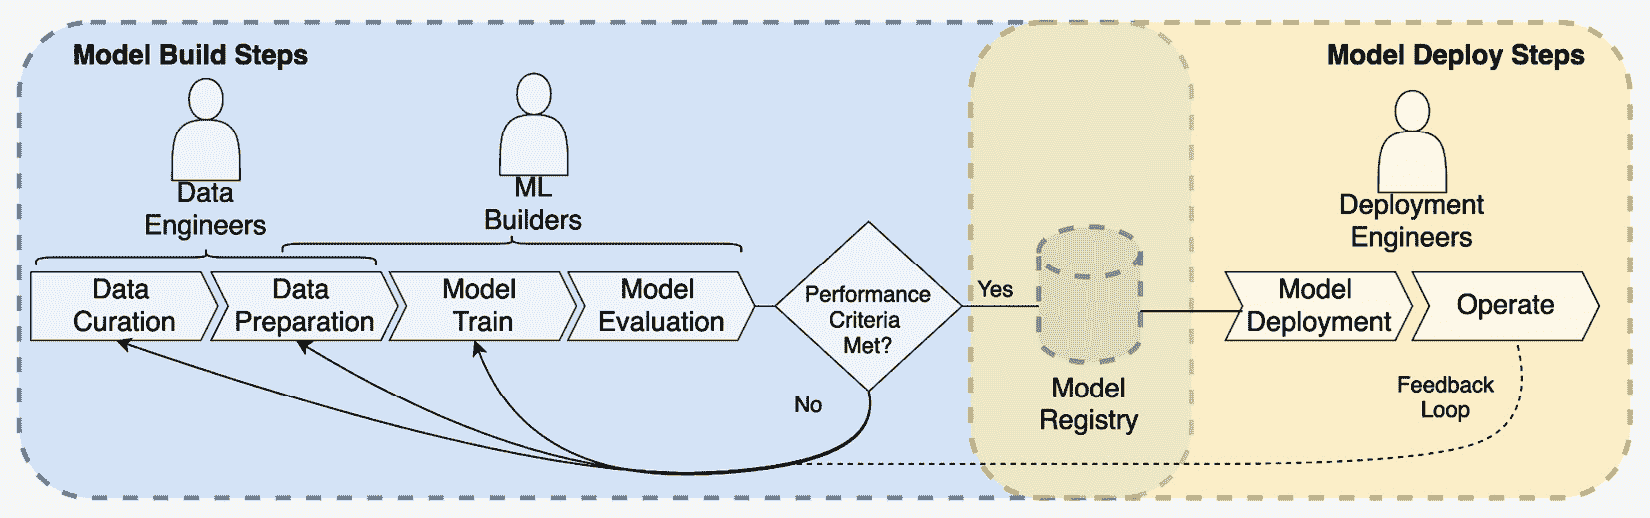 Model Build Steps
Model Deploy Steps
Data
Engineers
ML
Builders
Deployment
Engineers
Data
Curation
Data
Preparation
Model
Train
Model
Evaluation
Performance
Criteria
Met?
Yes
No
Model
Registry
Model
Deployment
Operate
Feedback
Loop